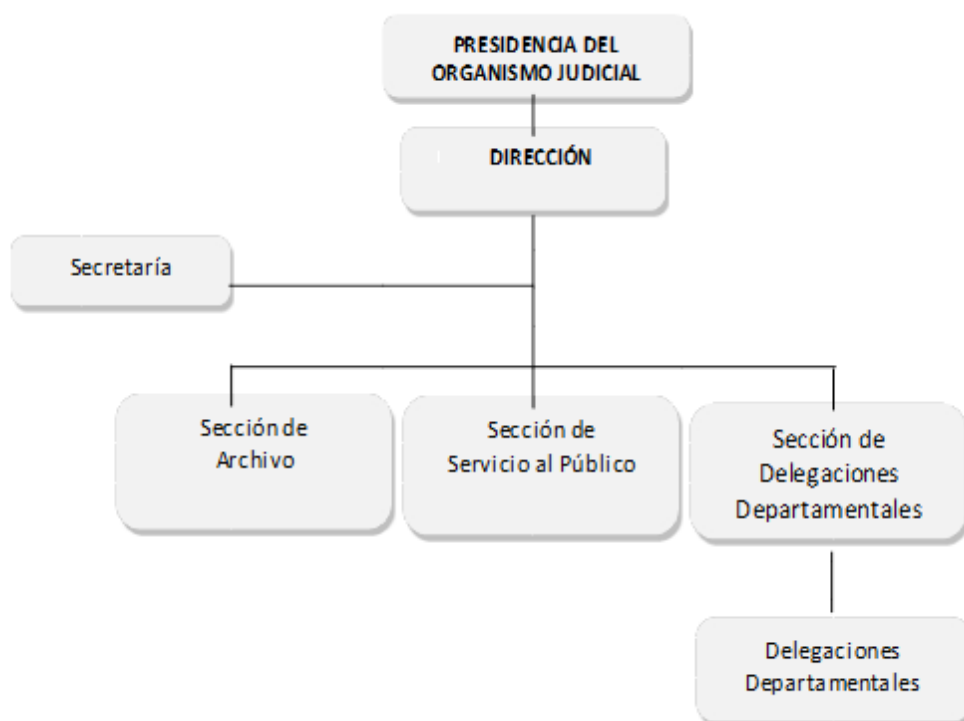 PRESIDENCIA DEL
ORGANISMO JUDICIAL
DIRECCIÓN
Secretaría
Sección de
Archivo
Sección de
Servicio al Público
Sección de
Delegaciones
Departamentales
Delegaciones
Departamentales